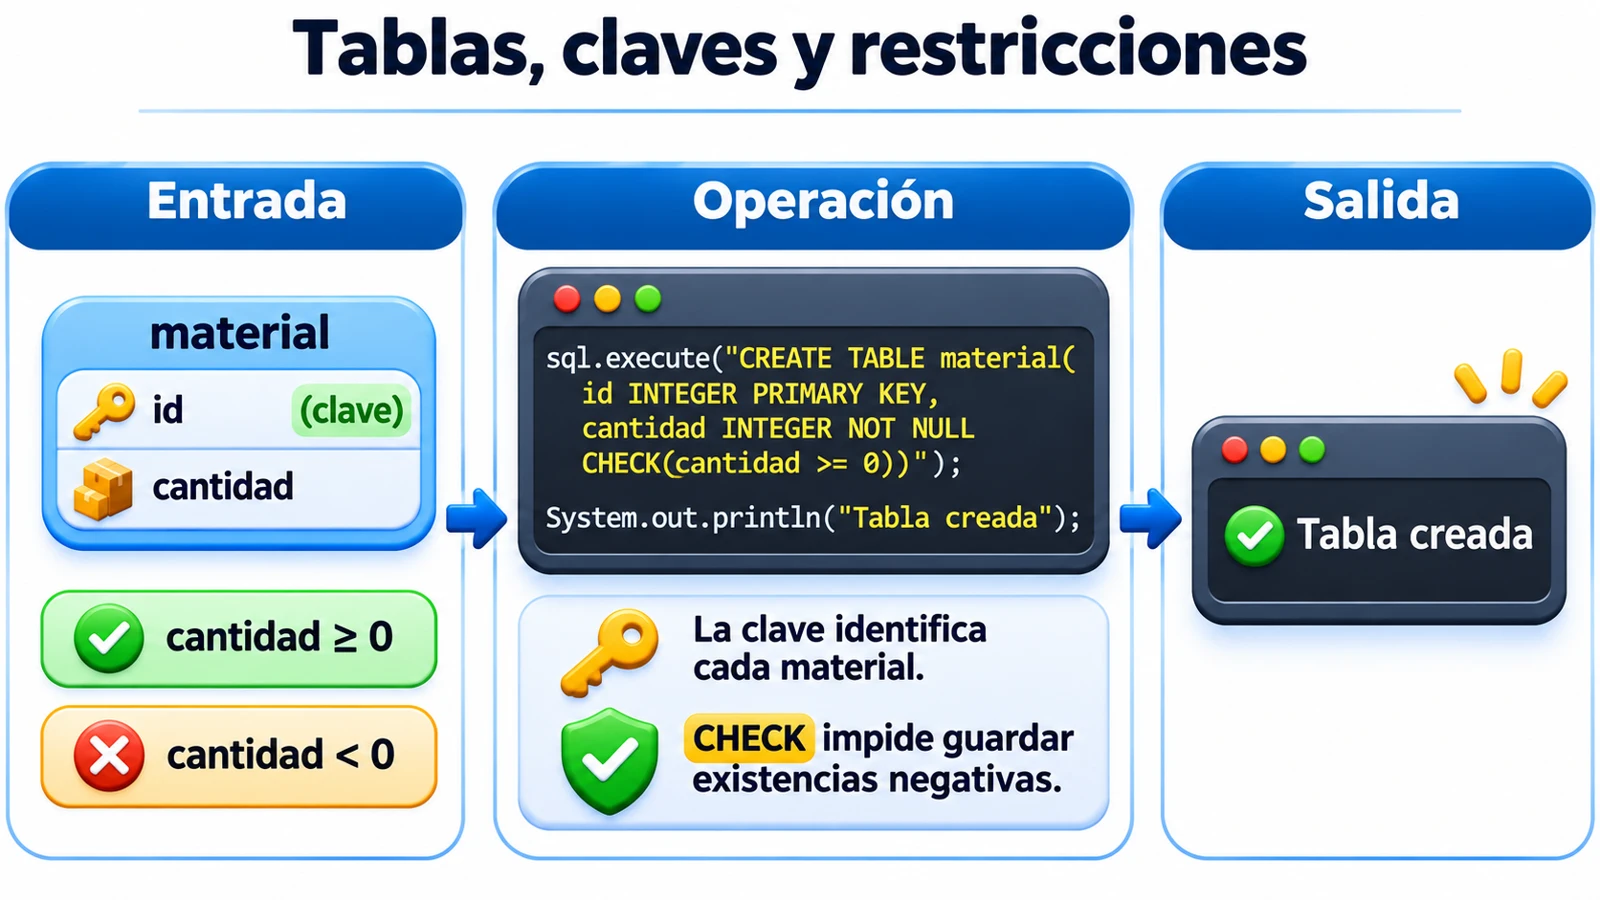 Tablas, claves y restricciones
Entrada
material
id (clave)
cantidad
cantidad ≥ 0
cantidad < 0
Operación
sql.execute("CREATE TABLE material(
id INTEGER PRIMARY KEY,
cantidad INTEGER NOT NULL
CHECK(cantidad >= 0))");
System.out.println("Tabla creada");
La clave identifica
cada material.
CHECK impide guardar
existencias negativas.
Salida
Tabla creada